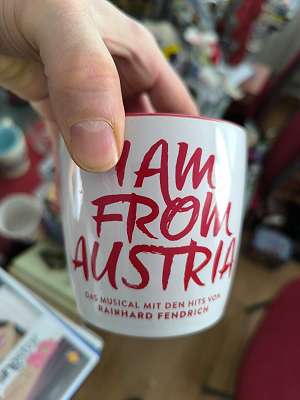 I AM
FROM
AUSTRIA
DAS MUSICAL MIT DEN HITS VON
RAINHARD FENDRICH